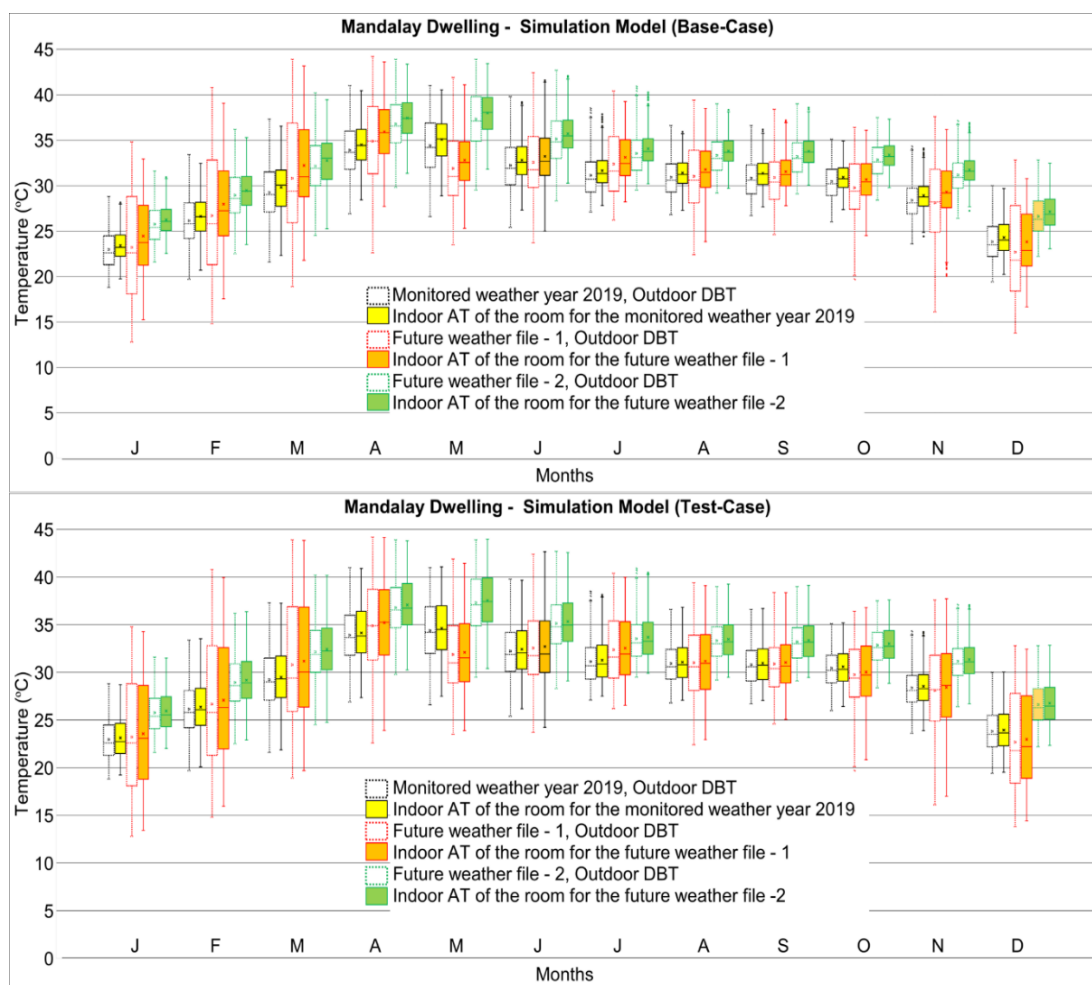 Mandalay Dwelling - Simulation Model (Base-Case)
45
40
35
30
25
20
15
10
5
0
Temperature (°C)
Monitored weather year 2019, Outdoor DBT
Indoor AT of the room for the monitored weather year 2019
Future weather file - 1, Outdoor DBT
Indoor AT of the room for the future weather file - 1
Future weather file - 2, Outdoor DBT
Indoor AT of the room for the future weather file -2
J F M A M J J A S O N D
Months
Mandalay Dwelling - Simulation Model (Test-Case)
45
40
35
30
25
20
15
10
5
0
Temperature (°C)
Monitored weather year 2019, Outdoor DBT
Indoor AT of the room for the monitored weather year 2019
Future weather file - 1, Outdoor DBT
Indoor AT of the room for the future weather file - 1
Future weather file - 2, Outdoor DBT
Indoor AT of the room for the future weather file -2
J F M A M J J A S O N D
Months